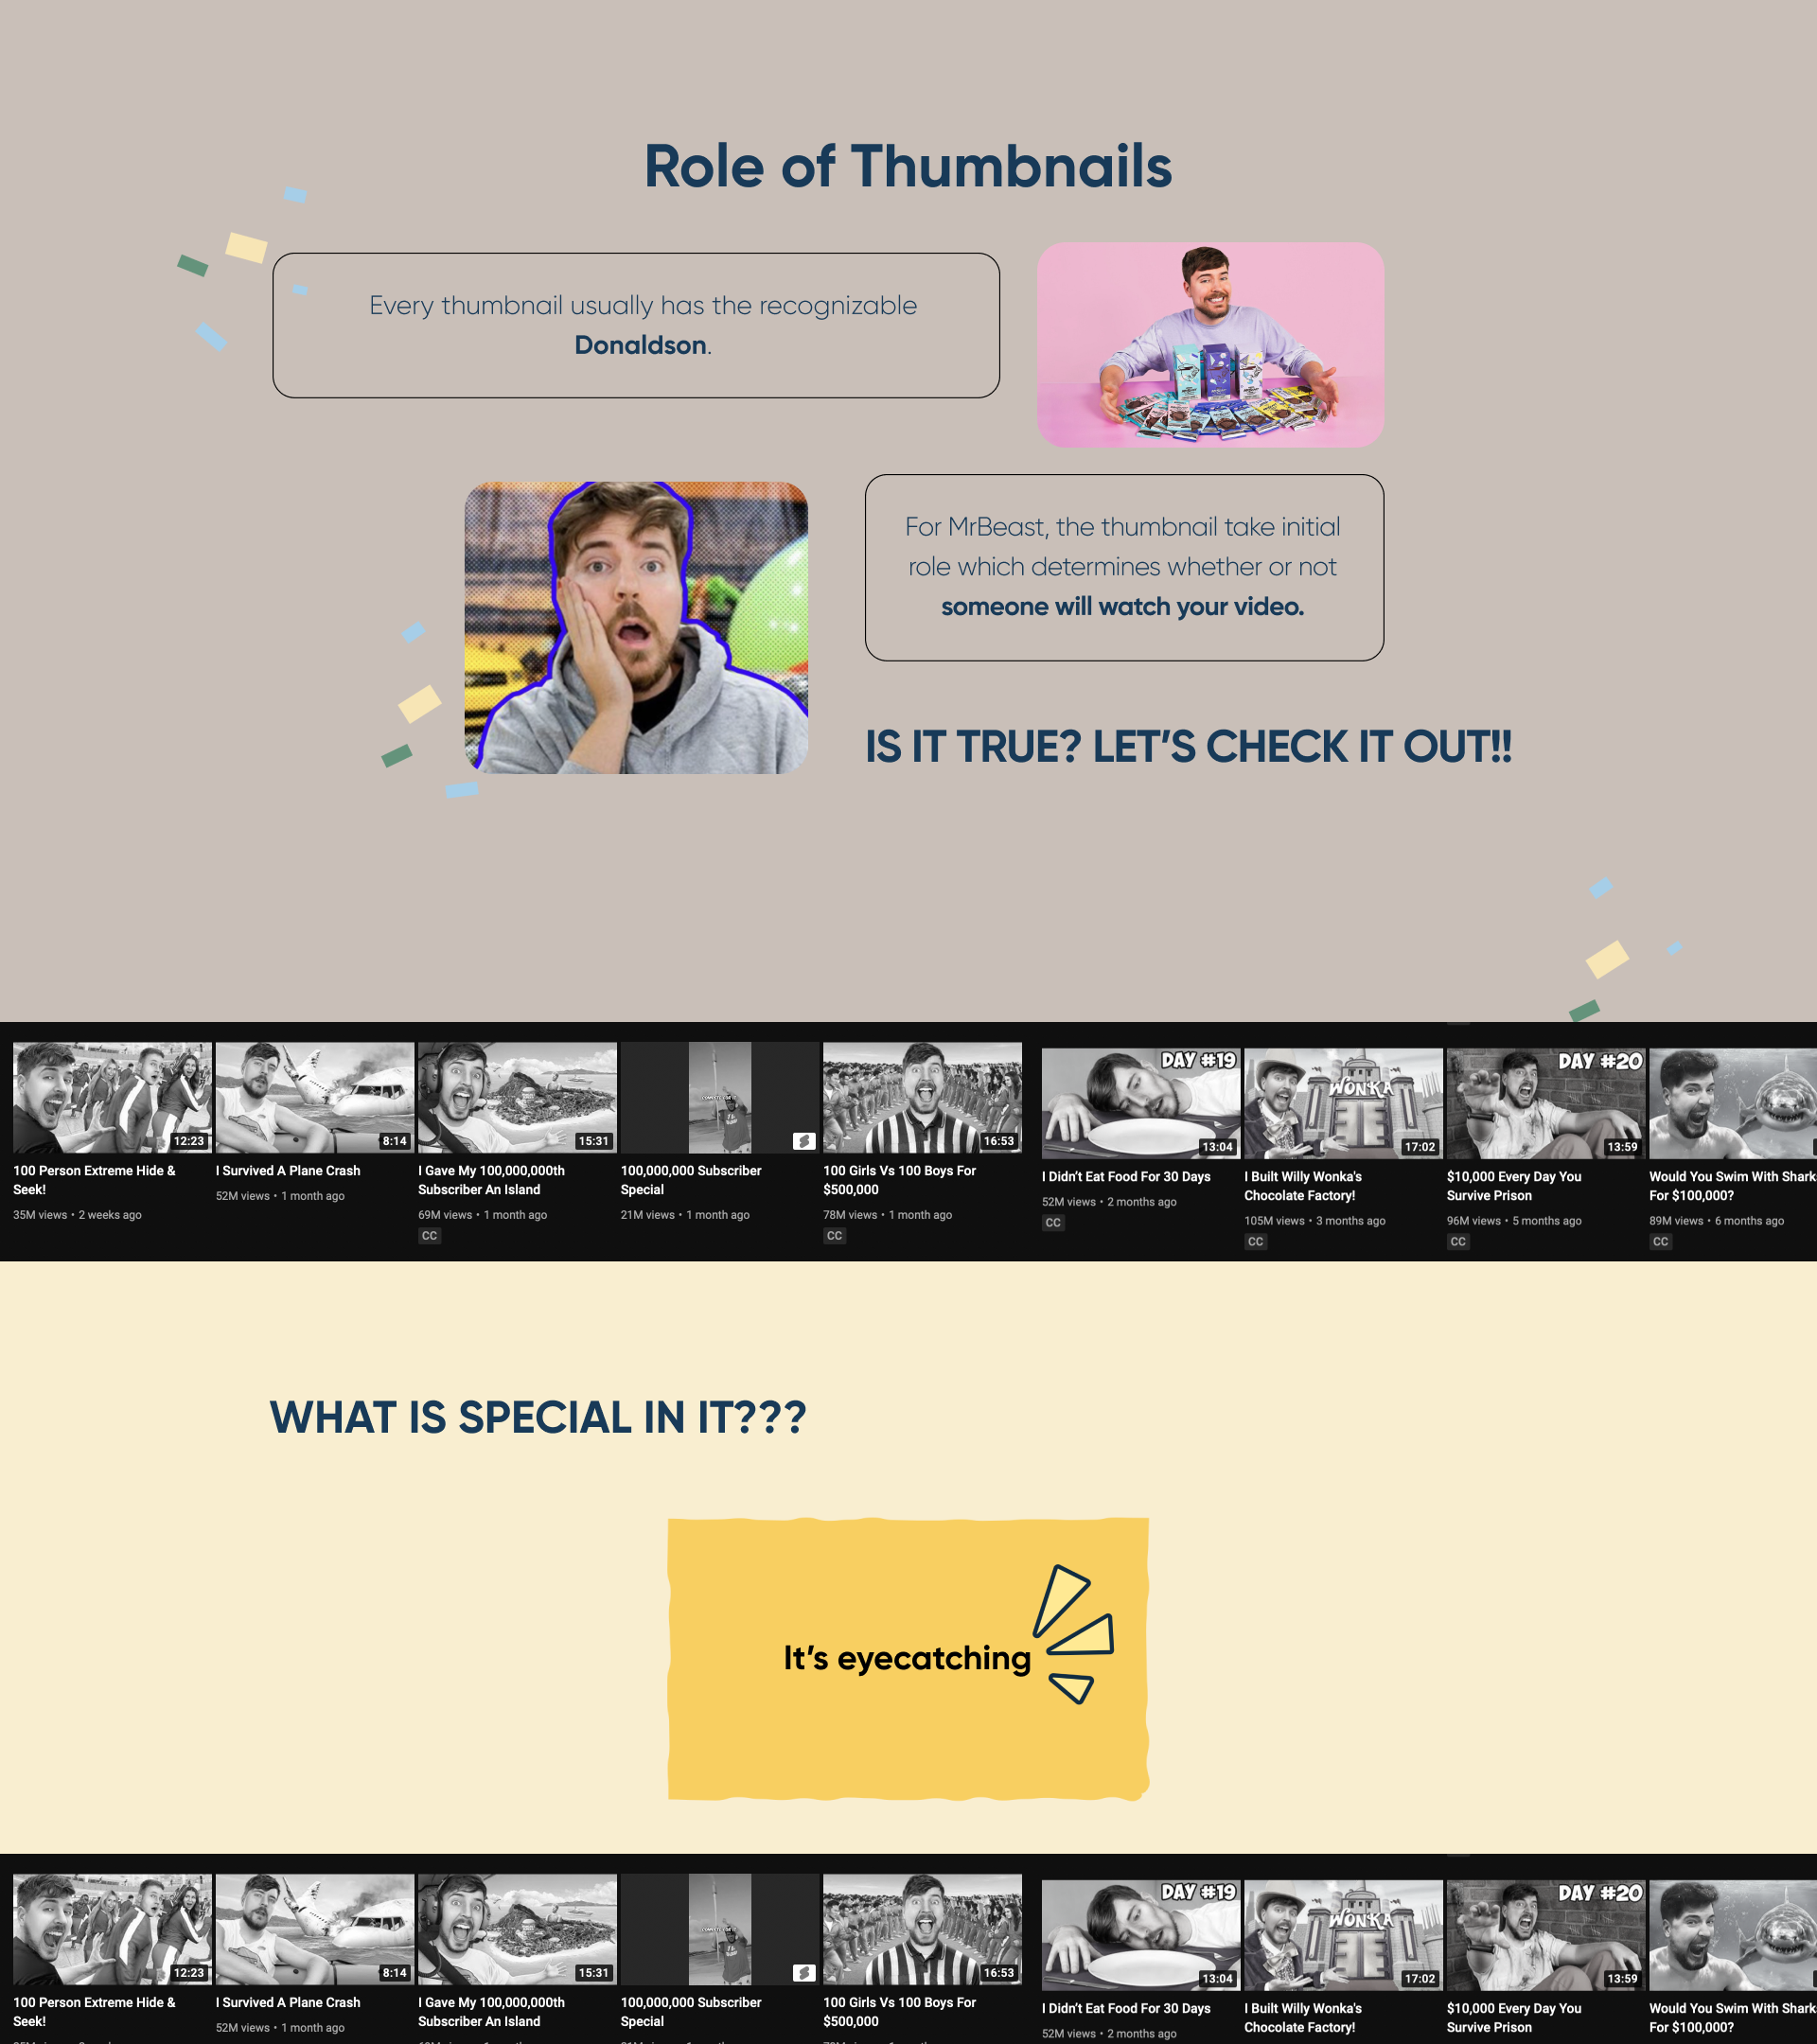 Role of Thumbnails
Every thumbnail usually has the recognizable
Donaldson.
For MrBeast, the thumbnail take initial
role which determines whether or not
someone will watch your video.
IS IT TRUE? LET’S CHECK IT OUT!!
12:23
100 Person Extreme Hide &
Seek!
35M views • 2 weeks ago
8:14
I Survived A Plane Crash
52M views • 1 month ago
15:31
I Gave My 100,000,000th
Subscriber An Island
69M views • 1 month ago
CC
100,000,000 Subscriber
Special
21M views • 1 month ago
16:53
100 Girls Vs 100 Boys For
$500,000
78M views • 1 month ago
CC
DAY #19
13:04
I Didn’t Eat Food For 30 Days
52M views • 2 months ago
CC
WONKA
17:02
I Built Willy Wonka's
Chocolate Factory!
105M views • 3 months ago
CC
DAY #20
13:59
$10,000 Every Day You
Survive Prison
96M views • 5 months ago
CC
Would You Swim With Shark
For $100,000?
89M views • 6 months ago
CC
WHAT IS SPECIAL IN IT???
It’s eyecatching
12:23
100 Person Extreme Hide &
Seek!
8:14
I Survived A Plane Crash
52M views • 1 month ago
15:31
I Gave My 100,000,000th
Subscriber An Island
100,000,000 Subscriber
Special
16:53
100 Girls Vs 100 Boys For
$500,000
DAY #19
13:04
I Didn’t Eat Food For 30 Days
52M views • 2 months ago
WONKA
17:02
I Built Willy Wonka's
Chocolate Factory!
DAY #20
13:59
$10,000 Every Day You
Survive Prison
Would You Swim With Shark
For $100,000?